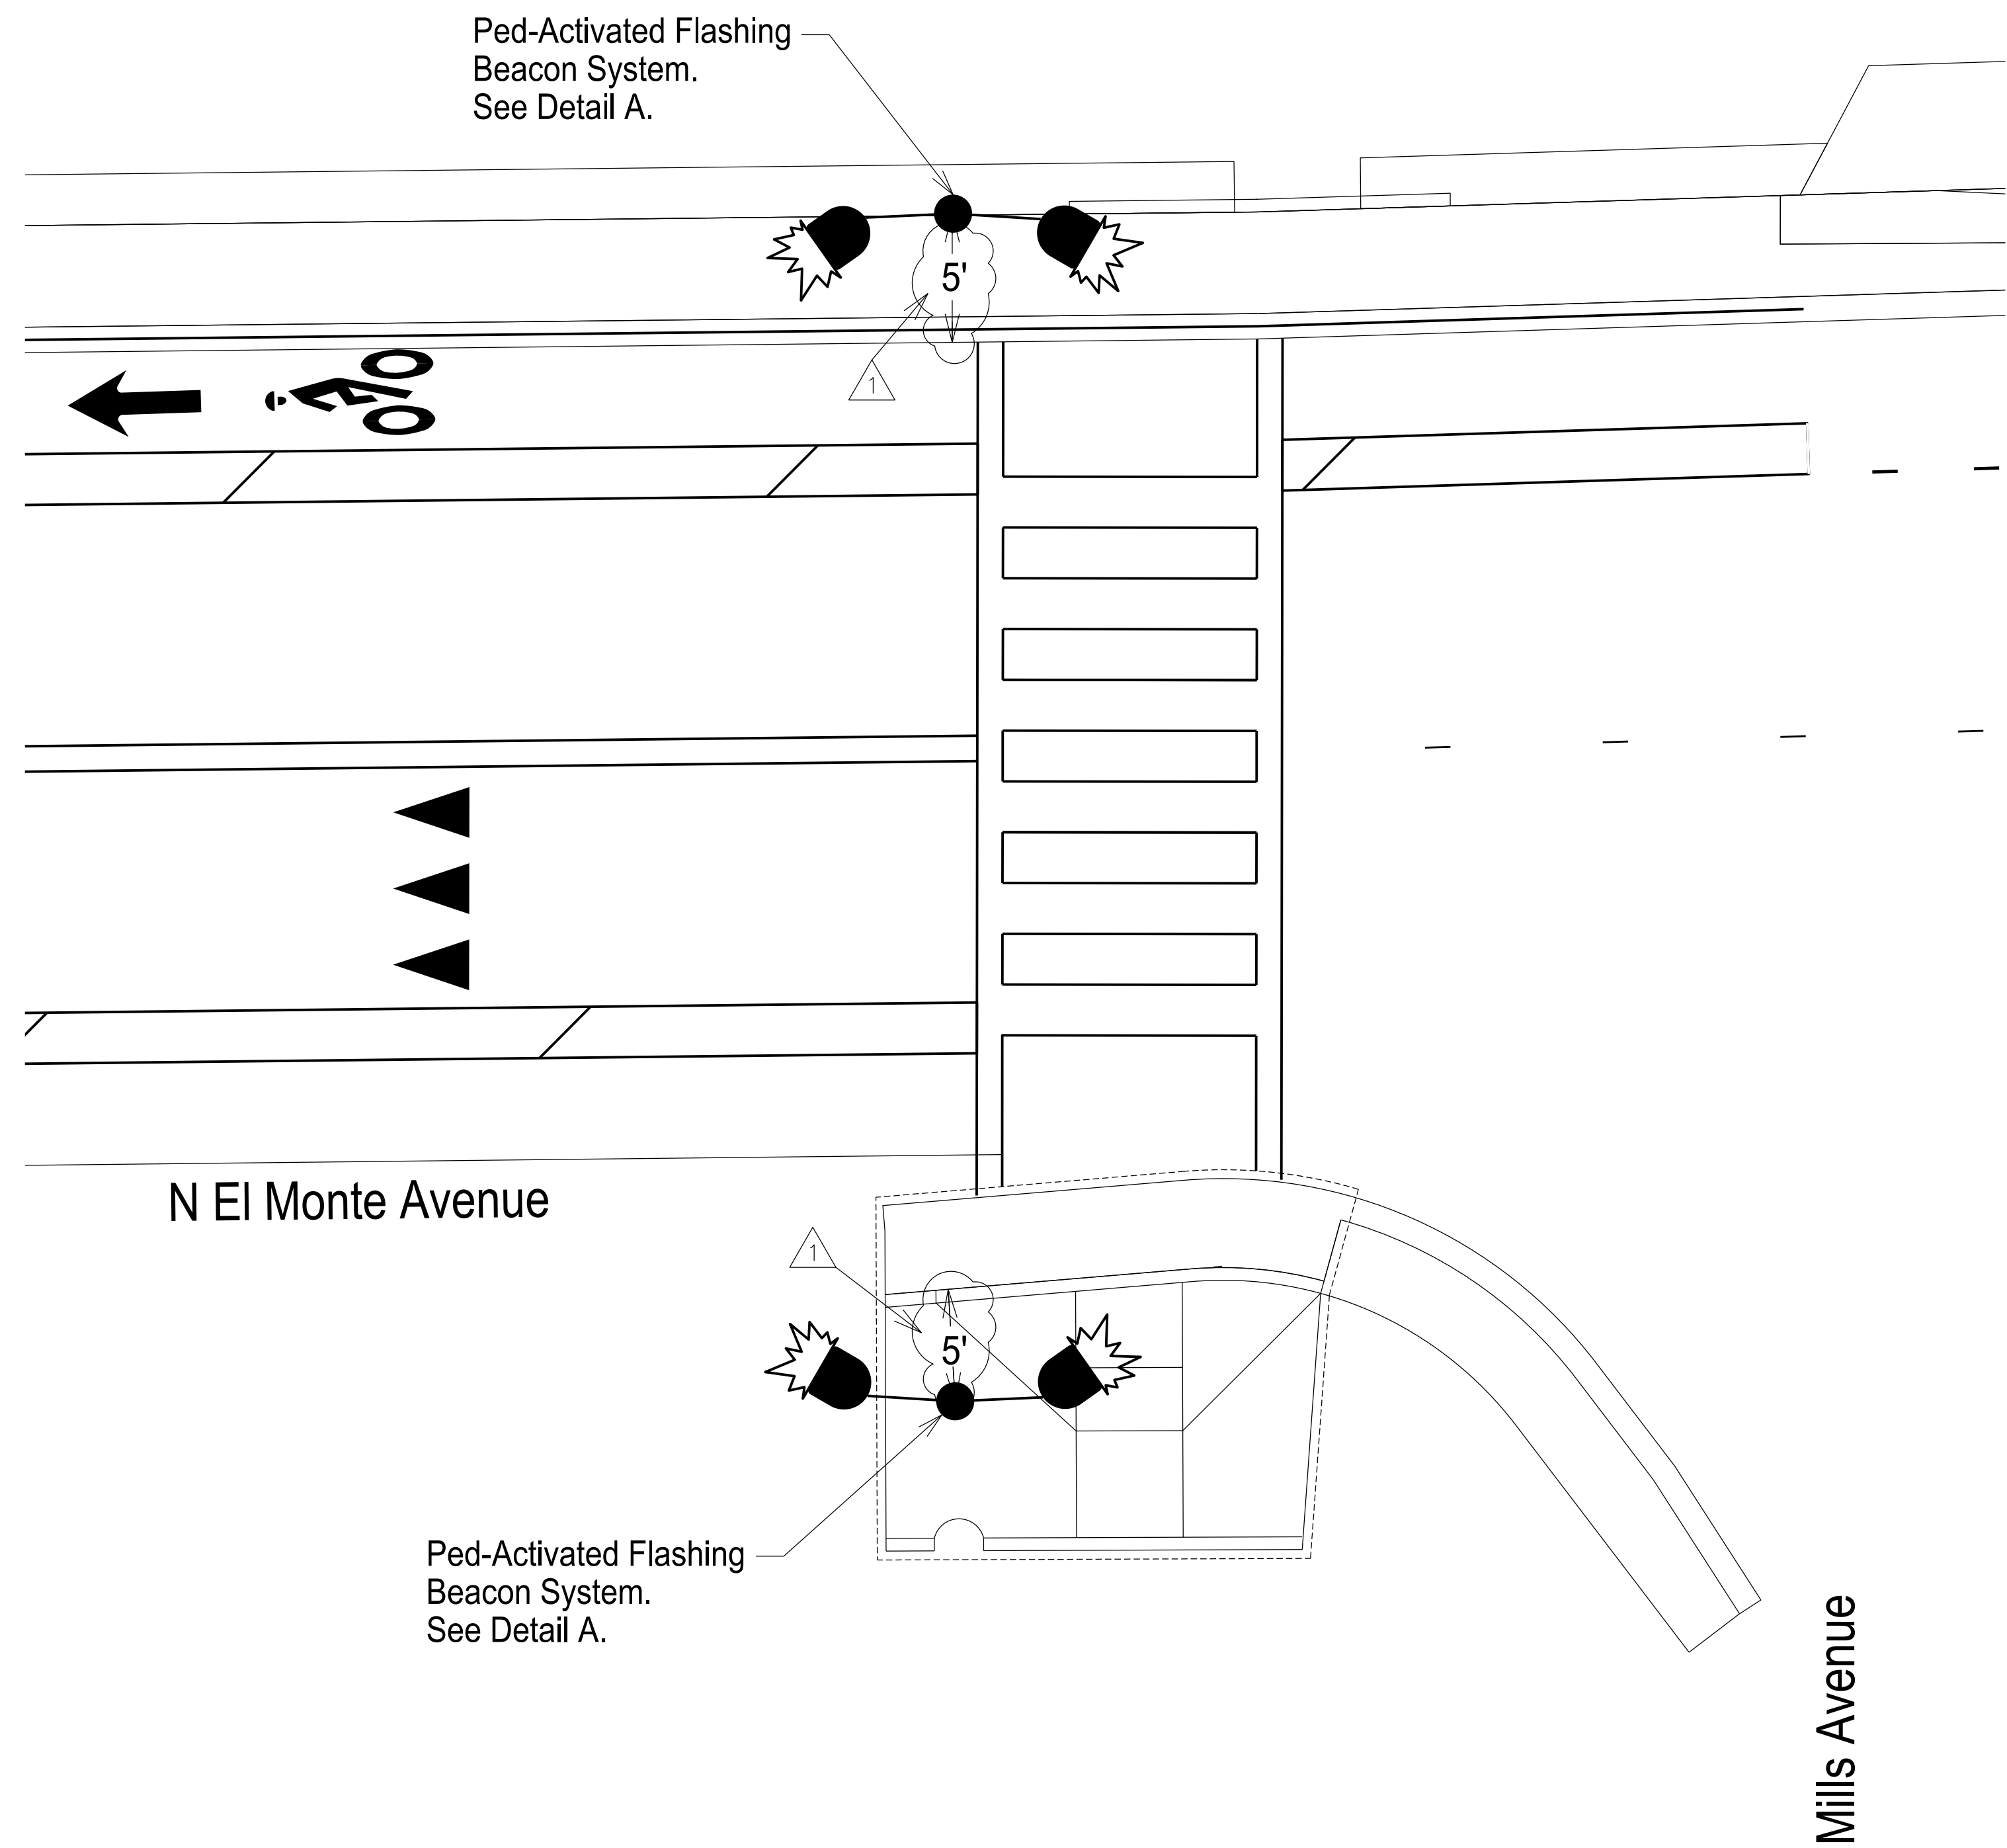 Ped-Activated Flashing
Beacon System.
See Detail A.
5'
1
N El Monte Avenue
1
5'
Ped-Activated Flashing
Beacon System.
See Detail A.
Mills Avenue